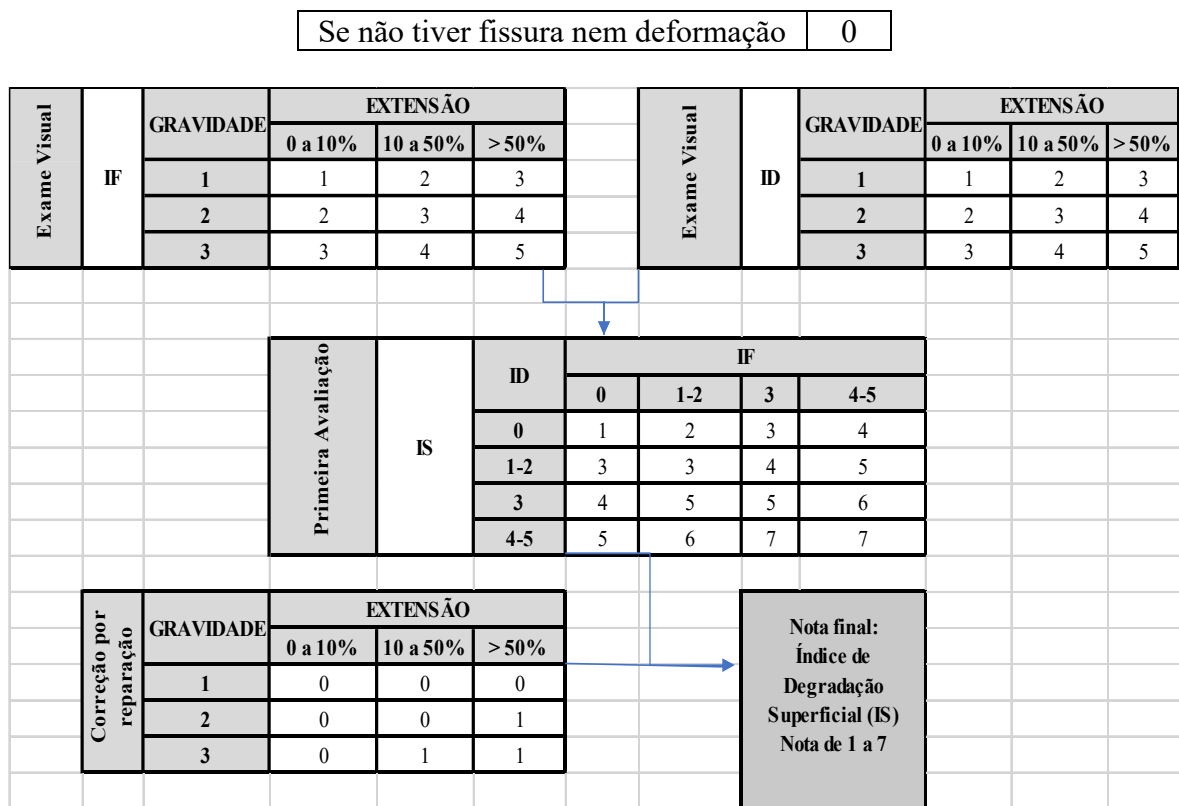 Se não tiver fissura nem deformação 0
Exame Visual IF GRAVIDADE EXTENSÃO
0 a 10% 10 a 50% > 50%
1 1 2 3
2 2 3 4
3 3 4 5
Exame Visual ID GRAVIDADE EXTENSÃO
0 a 10% 10 a 50% > 50%
1 1 2 3
2 2 3 4
3 3 4 5
Primeira Avaliação IS ID IF
0 1-2 3 4-5
0 1 2 3 4
1-2 3 3 4 5
3 4 5 5 6
4-5 5 6 7 7
Correção por
reparação
GRAVIDADE EXTENSÃO
0 a 10% 10 a 50% > 50%
1 0 0 0
2 0 0 1
3 0 1 1
Nota final:
Índice de
Degradação
Superficial (IS)
Nota de 1 a 7